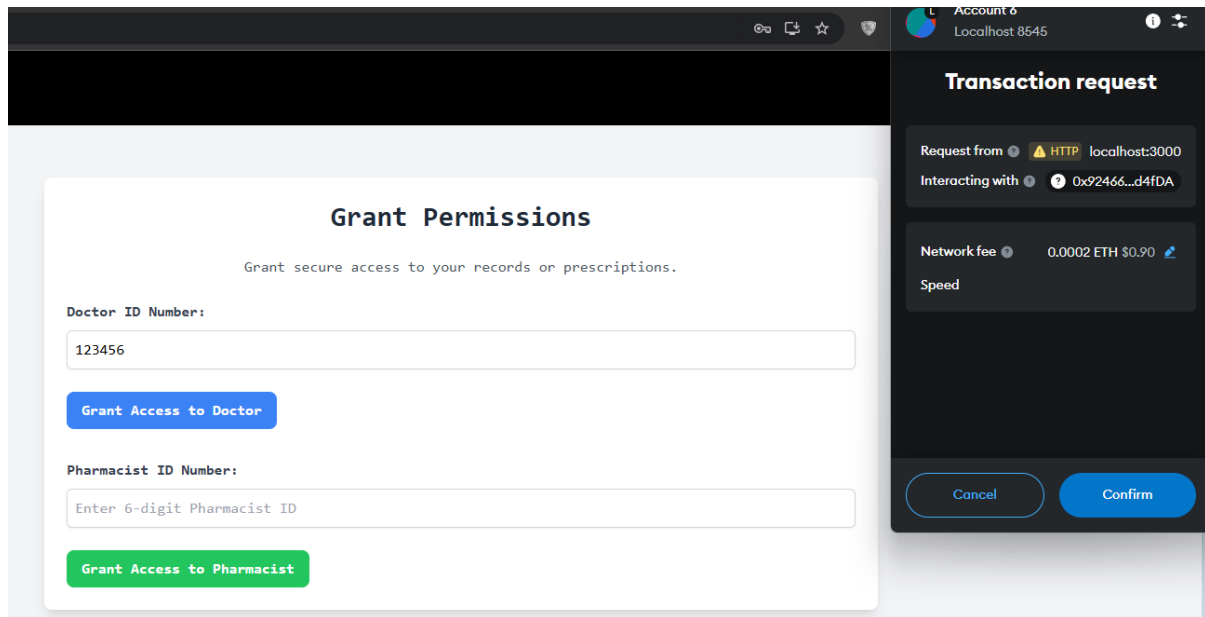 Grant Permissions
Grant secure access to your records or prescriptions.
Doctor ID Number:
123456
Grant Access to Doctor
Pharmacist ID Number:
Enter 6-digit Pharmacist ID
Grant Access to Pharmacist
L
Account 6
Localhost 8545
Transaction request
Request from HTTP localhost:3000
Interacting with 0x92466...d4fDA
Network fee 0.0002 ETH $0.90
Speed
Cancel Confirm